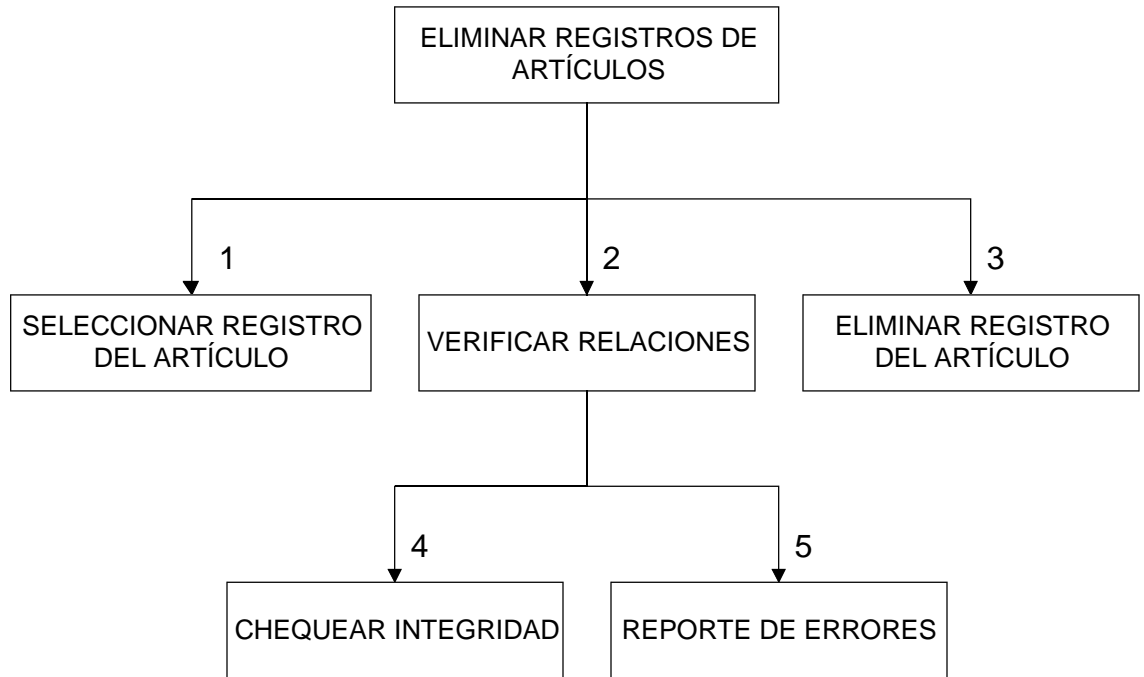 ELIMINAR REGISTROS DE
ARTÍCULOS
1
2
3
SELECCIONAR REGISTRO
DEL ARTÍCULO
VERIFICAR RELACIONES
ELIMINAR REGISTRO
DEL ARTÍCULO
4
5
CHEQUEAR INTEGRIDAD
REPORTE DE ERRORES